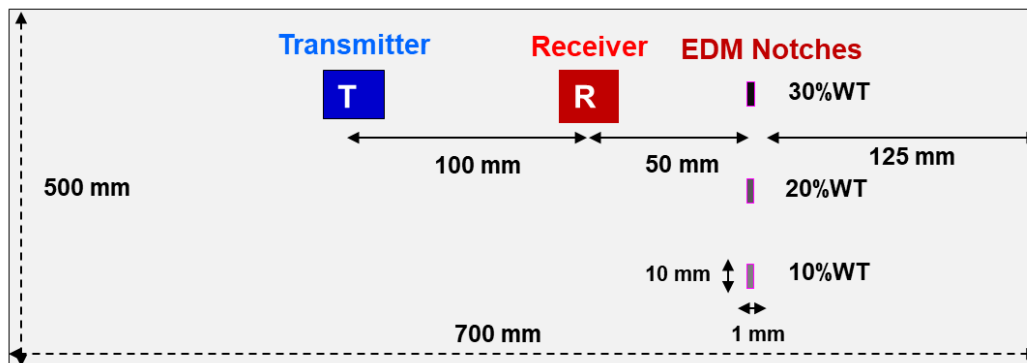 Transmitter
Receiver
EDM Notches
T
R
30%WT
100 mm
50 mm
125 mm
500 mm
20%WT
10 mm
10%WT
700 mm
1 mm